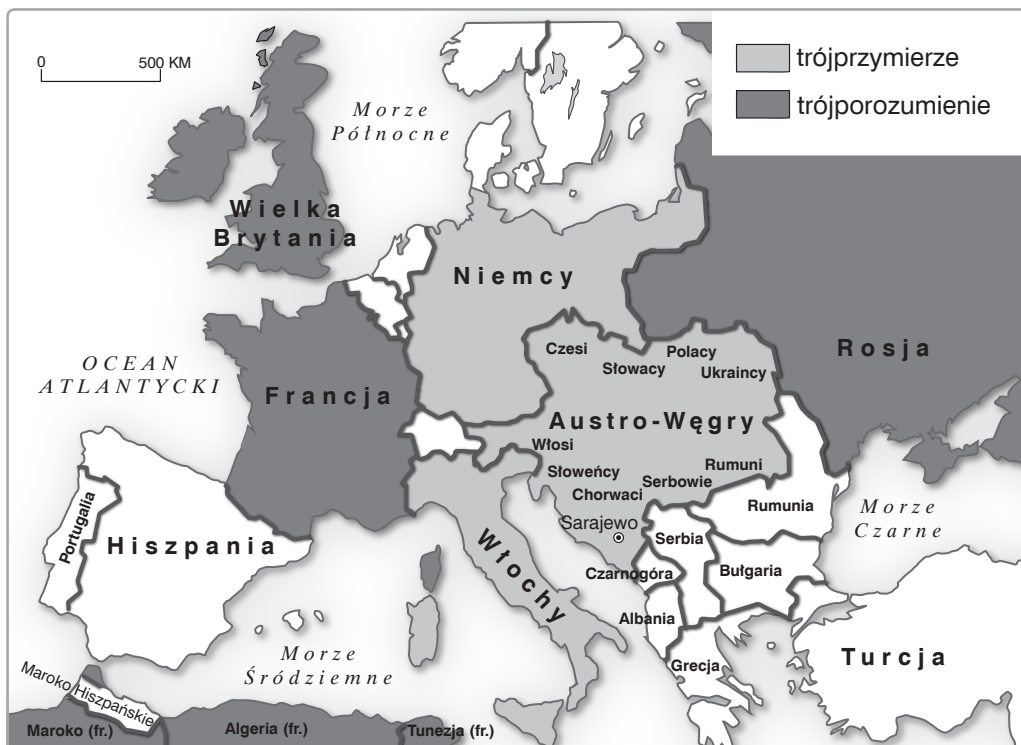 0 500 KM
trójprzymierze
trójporozumienie
Morze
Północne
Wielka
Brytania
Niemcy
Rosja
OCEAN
ATLANTYCKI
Francja
Czesi
Słowacy
Polacy
Ukraincy
Austro-Węgry
Włosi
Słoweńcy
Chorwaci
Serbowie
Rumuni
Sarajewo
Rumunia
Morze
Czarne
Portugalia
Hiszpania
Włochy
Serbia
Czarnogóra
Bułgaria
Albania
Grecja
Turcja
Morze
Śródziemne
Maroko Hiszpańskie
Maroko (fr.)
Algeria (fr.)
Tunezja (fr.)